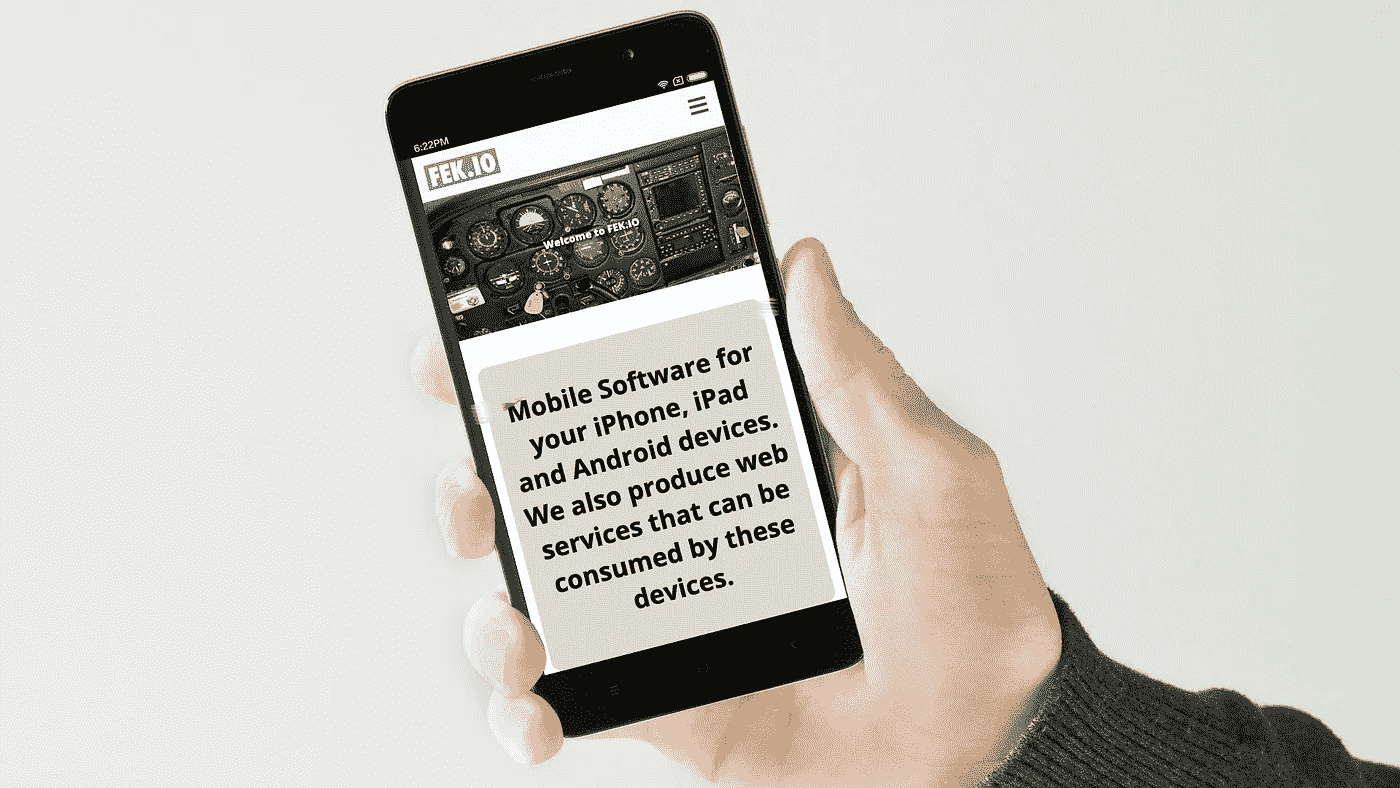 6:22PM
FEK.IO
Welcome to FEK.IO
Mobile Software for
your iPhone, iPad
and Android devices.
We also produce web
services that can be
consumed by these
devices.